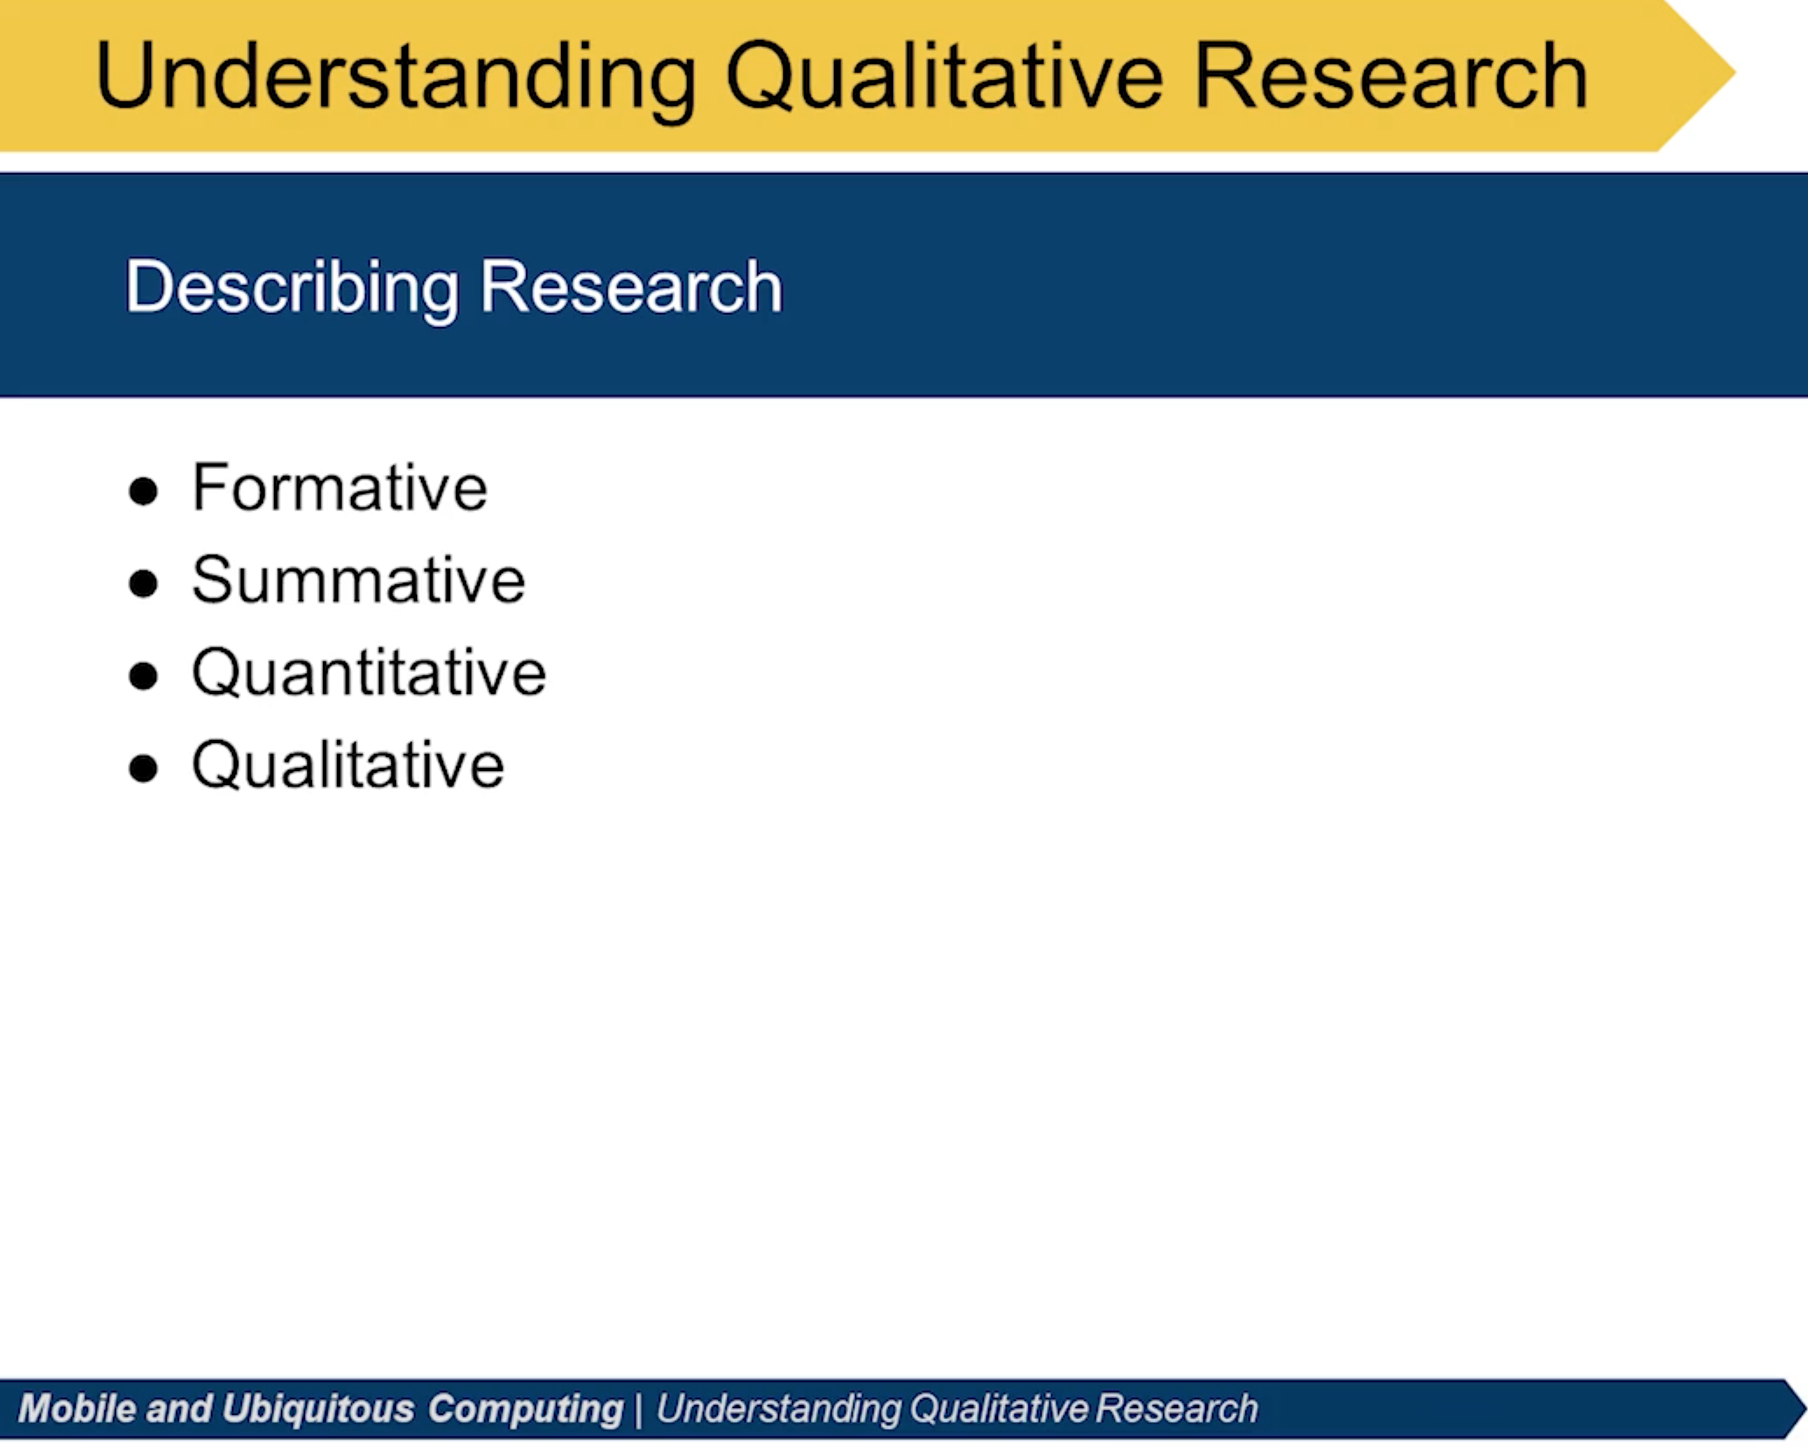 Understanding Qualitative Research
Describing Research
● Formative
● Summative
● Quantitative
● Qualitative
Mobile and Ubiquitous Computing | Understanding Qualitative Research